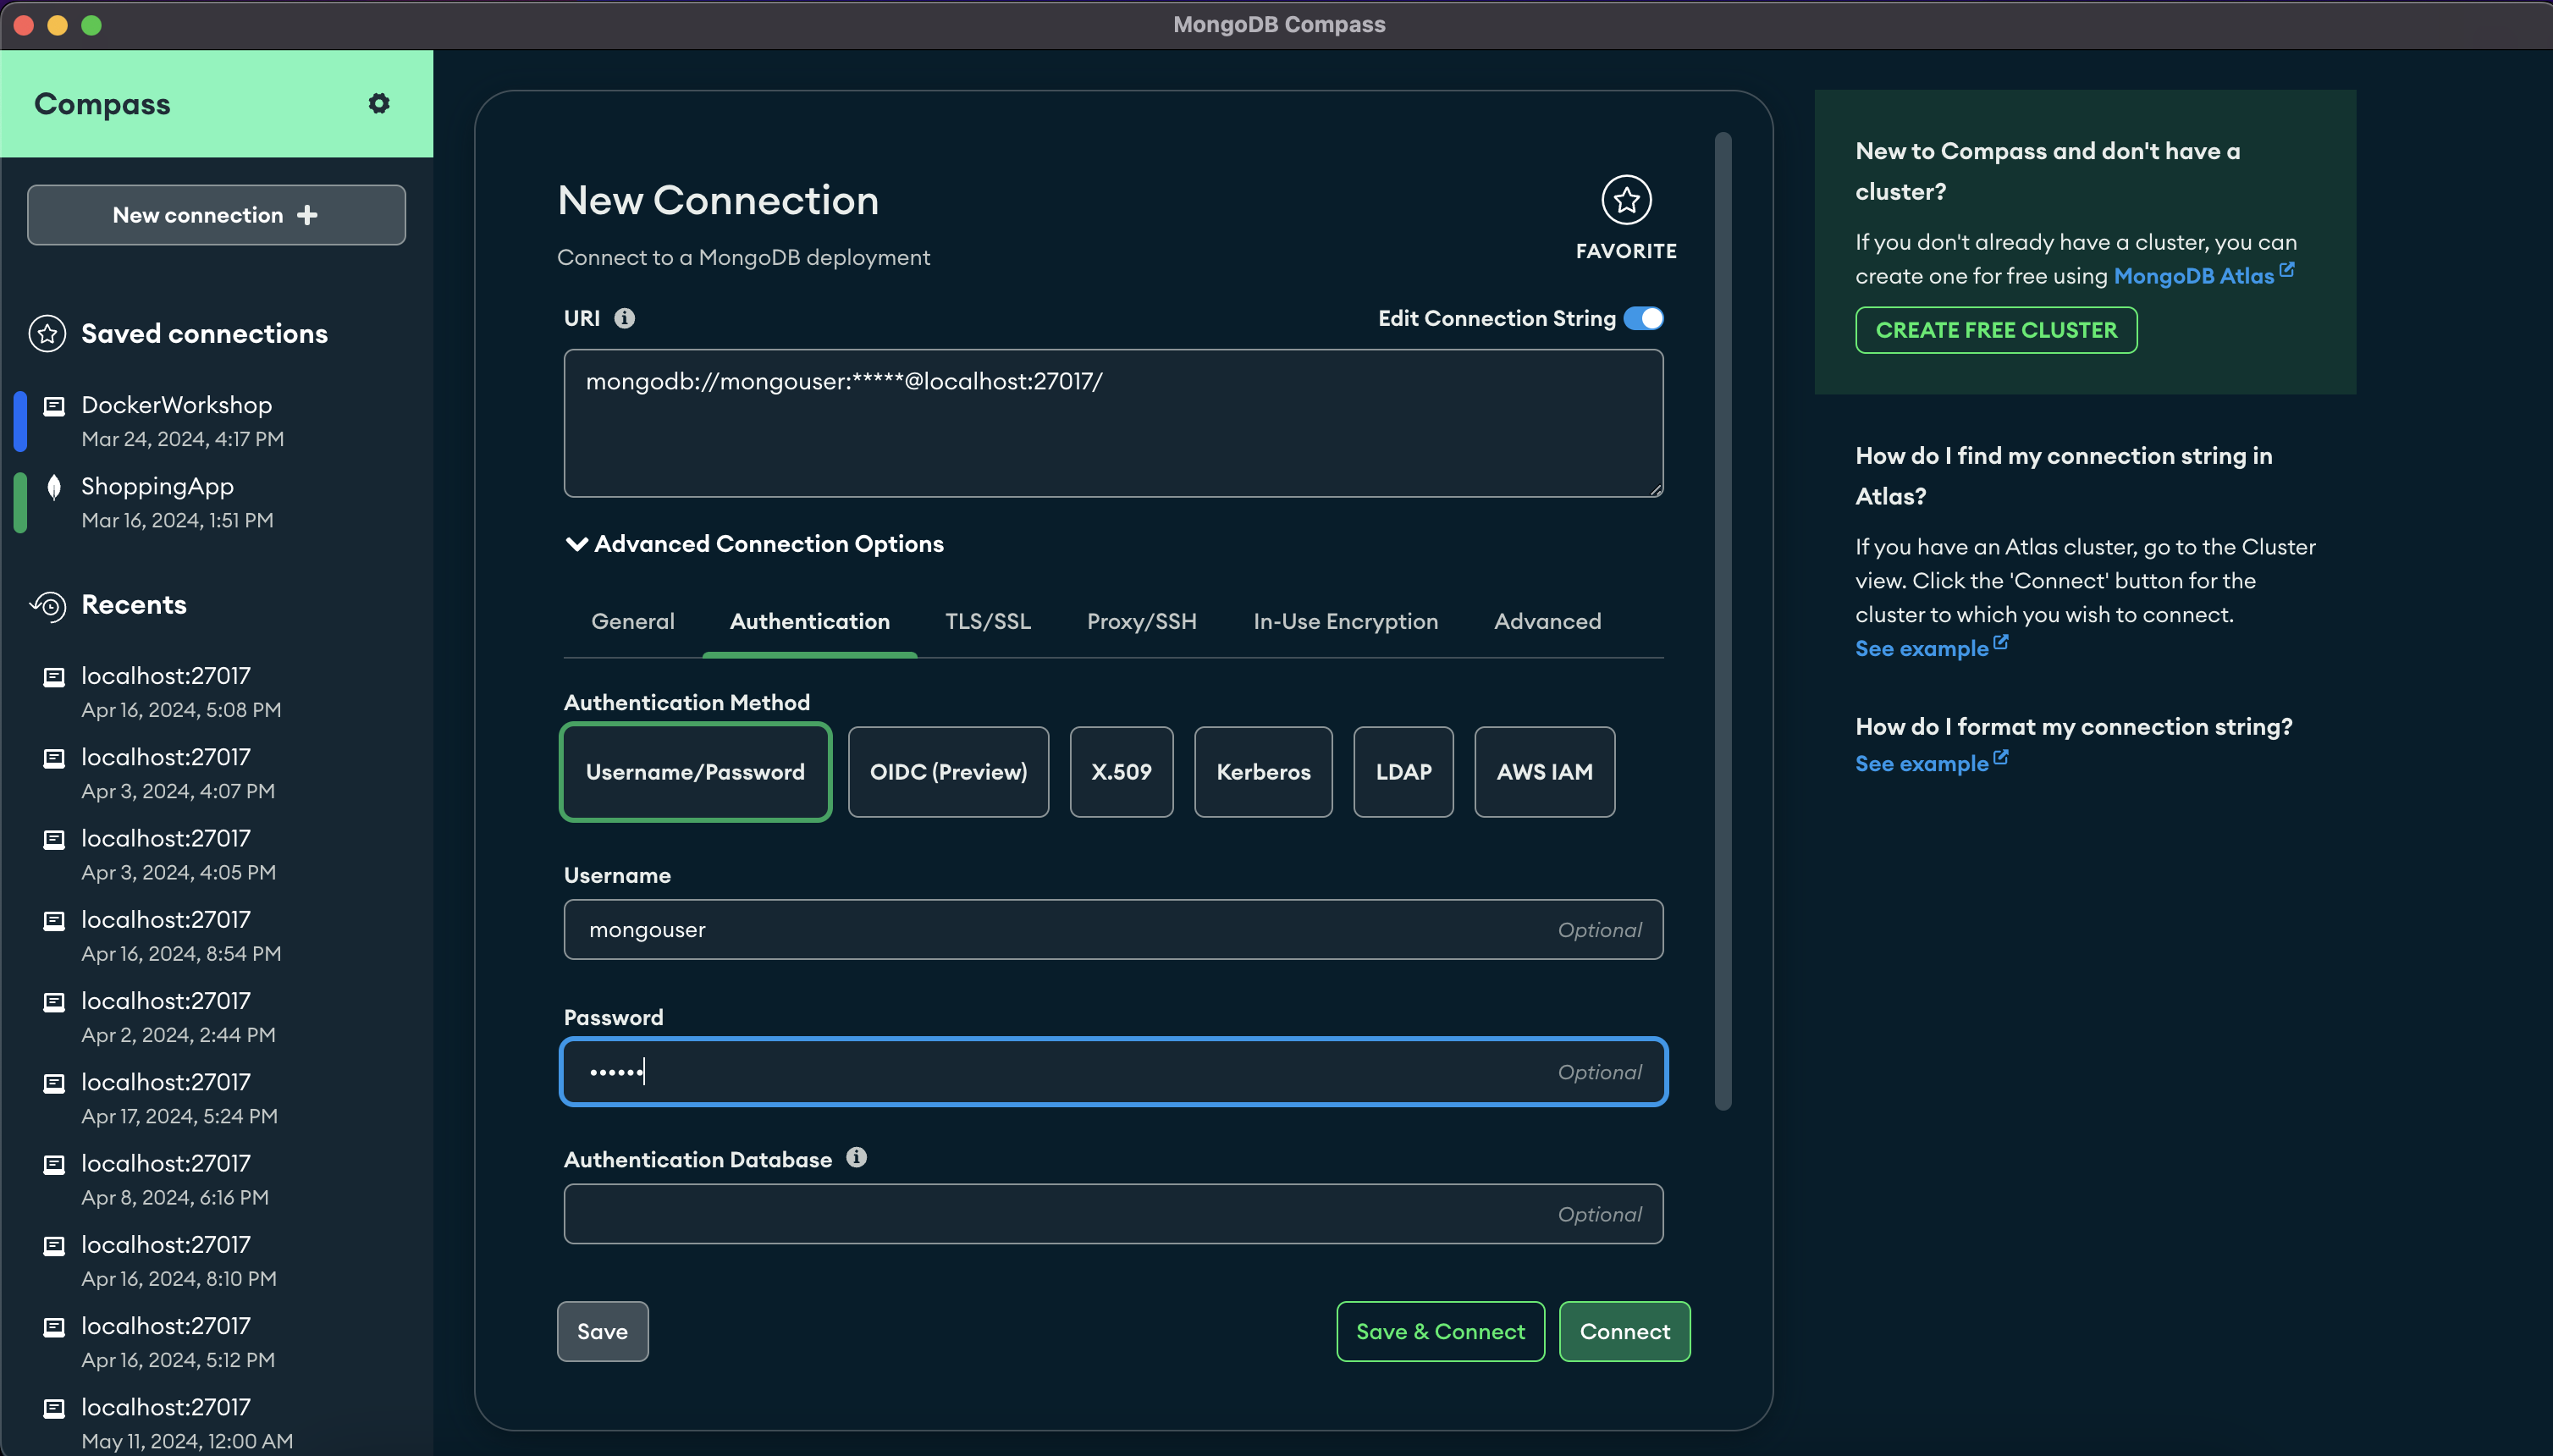 MongoDB Compass
Compass
New connection
Saved connections
DockerWorkshop
Mar 24, 2024, 4:17 PM
ShoppingApp
Mar 16, 2024, 1:51 PM
Recents
localhost:27017
Apr 16, 2024, 5:08 PM
localhost:27017
Apr 3, 2024, 4:07 PM
localhost:27017
Apr 3, 2024, 4:05 PM
localhost:27017
Apr 16, 2024, 8:54 PM
localhost:27017
Apr 2, 2024, 2:44 PM
localhost:27017
Apr 17, 2024, 5:24 PM
localhost:27017
Apr 8, 2024, 6:16 PM
localhost:27017
Apr 16, 2024, 8:10 PM
localhost:27017
Apr 16, 2024, 5:12 PM
localhost:27017
May 11, 2024, 12:00 AM
New Connection
FAVORITE
Connect to a MongoDB deployment
URI
Edit Connection String
mongodb://mongouser:*****@localhost:27017/
Advanced Connection Options
General Authentication TLS/SSL Proxy/SSH In-Use Encryption Advanced
Authentication Method
Username/Password OIDC (Preview) X.509 Kerberos LDAP AWS IAM
Username
mongouser Optional
Password
•••••• Optional
Authentication Database
Optional
Save Save & Connect Connect
New to Compass and don't have a
cluster?
If you don't already have a cluster, you can
create one for free using MongoDB Atlas
CREATE FREE CLUSTER
How do I find my connection string in
Atlas?
If you have an Atlas cluster, go to the Cluster
view. Click the 'Connect' button for the
cluster to which you wish to connect.
See example
How do I format my connection string?
See example